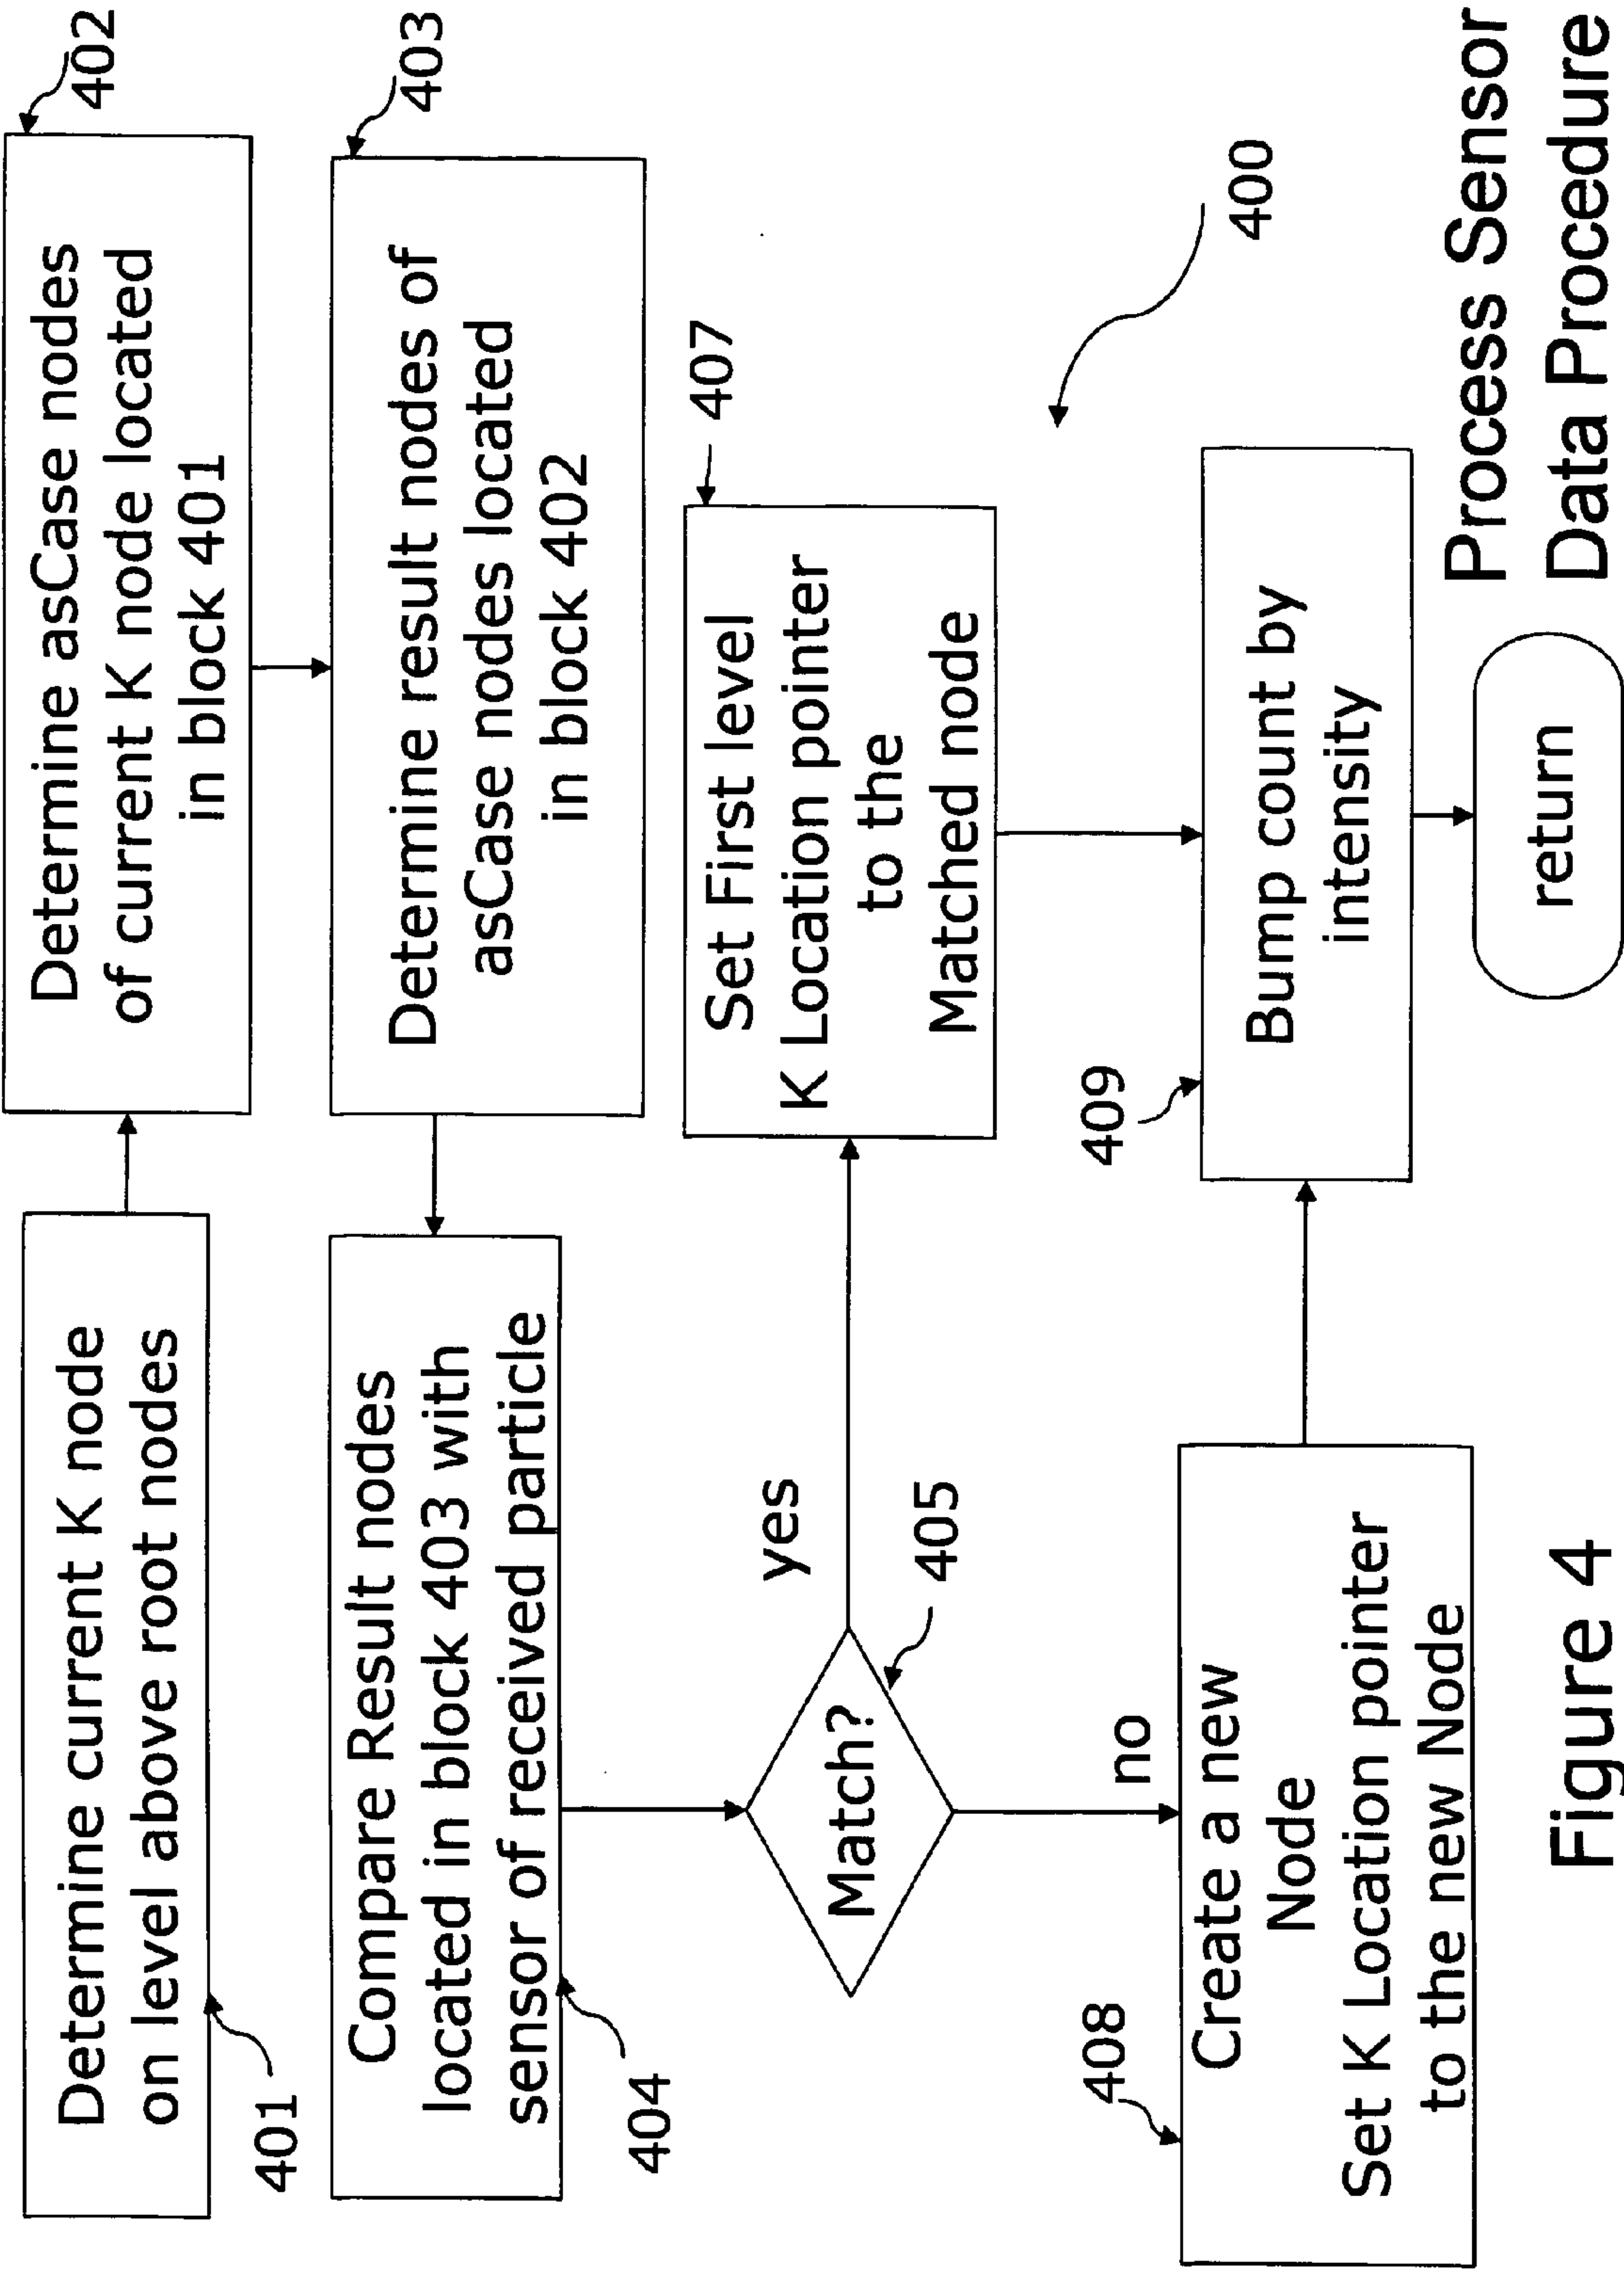 Determine current K node
on level above root nodes
401
Determine asCase nodes
of current K node located
in block 401
402
Determine result nodes of
asCase nodes located
in block 402
403
Compare Result nodes
located in block 403 with
sensor of received particle
404
Match?
405
yes
no
Set First level
K Location pointer
to the
Matched node
407
Create a new
Node
Set K Location pointer
to the new Node
408
Bump count by
intensity
409
return
400
Figure 4
Process Sensor
Data Procedure